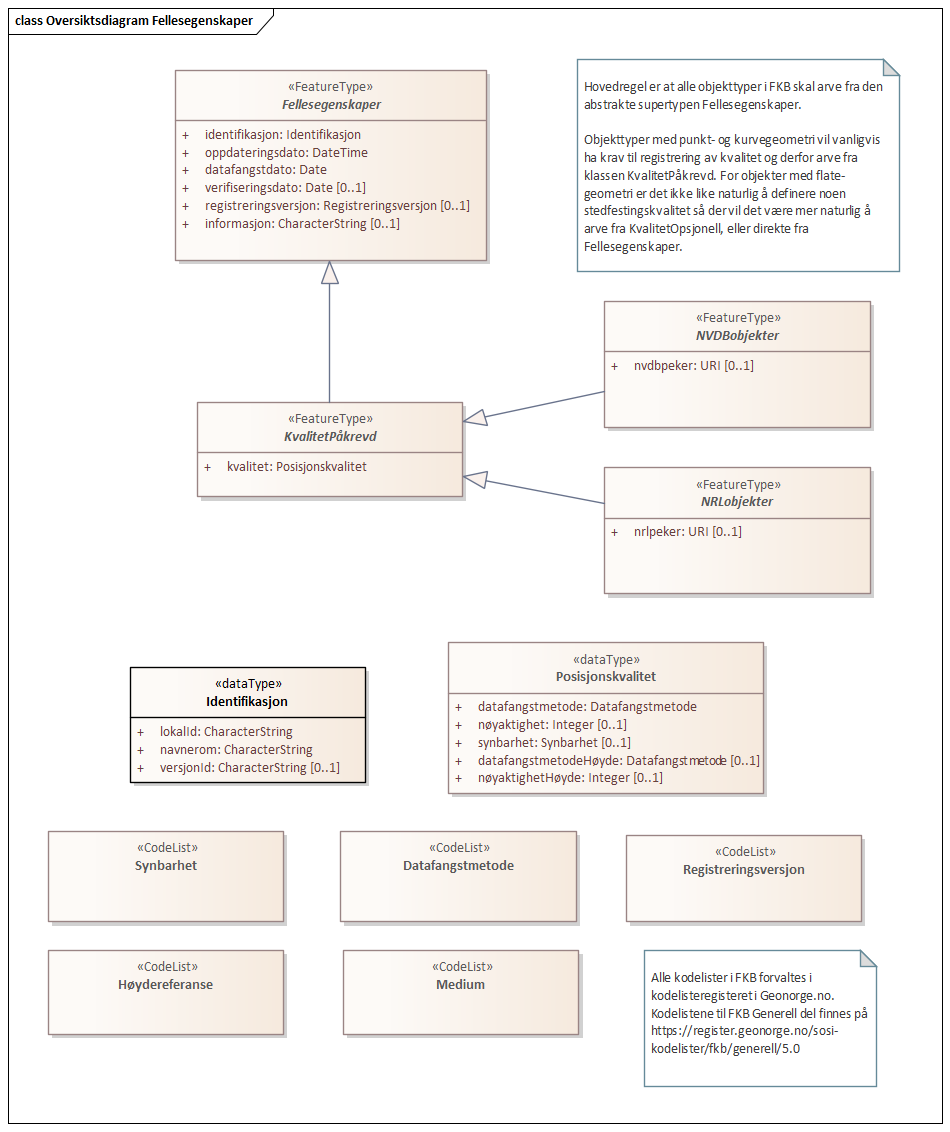 class Oversiktsdiagram Fellesegenskaper
«FeatureType»
Fellesegenskaper
+ identifikasjon: Identifikasjon
+ oppdateringsdato: DateTime
+ datafangstdato: Date
+ verifiseringsdato: Date [0..1]
+ registreringsversjon: Registreringsversjon [0..1]
+ informasjon: CharacterString [0..1]
Hovedregel er at alle objekttyper i FKB skal arve fra den
abstrakte supertypen Fellesegenskaper.
Objekttyper med punkt- og kurvegeometri vil vanligvis
ha krav til registrering av kvalitet og derfor arve fra
klassen KvalitetPåkrevd. For objekter med flate-
geometri er det ikke like naturlig å definere noen
stedfestingskvalitet så der vil det være mer naturlig å
arve fra KvalitetOpsjonell, eller direkte fra
Fellesegenskaper.
«FeatureType»
NVDBobjekter
+ nvdbpeker: URI [0..1]
«FeatureType»
KvalitetPåkrevd
+ kvalitet: Posisjonskvalitet
«FeatureType»
NRLobjekter
+ nrlpeker: URI [0..1]
«dataType»
Identifikasjon
+ lokalId: CharacterString
+ navnerom: CharacterString
+ versjonId: CharacterString [0..1]
«dataType»
Posisjonskvalitet
+ datafangstmetode: Datafangstmetode
+ nøyaktighet: Integer [0..1]
+ synbarhet: Synbarhet [0..1]
+ datafangstmetodeHøyde: Datafangstmetode [0..1]
+ nøyaktighetHøyde: Integer [0..1]
«CodeList»
Synbarhet
«CodeList»
Datafangstmetode
«CodeList»
Registreringsversjon
«CodeList»
Høydereferanse
«CodeList»
Medium
Alle kodelister i FKB forvaltes i
kodelisteregisteret i Geonorge.no.
Kodelistene til FKB Generell del finnes på
https://register.geonorge.no/sosi-
kodelister/fkb/generell/5.0